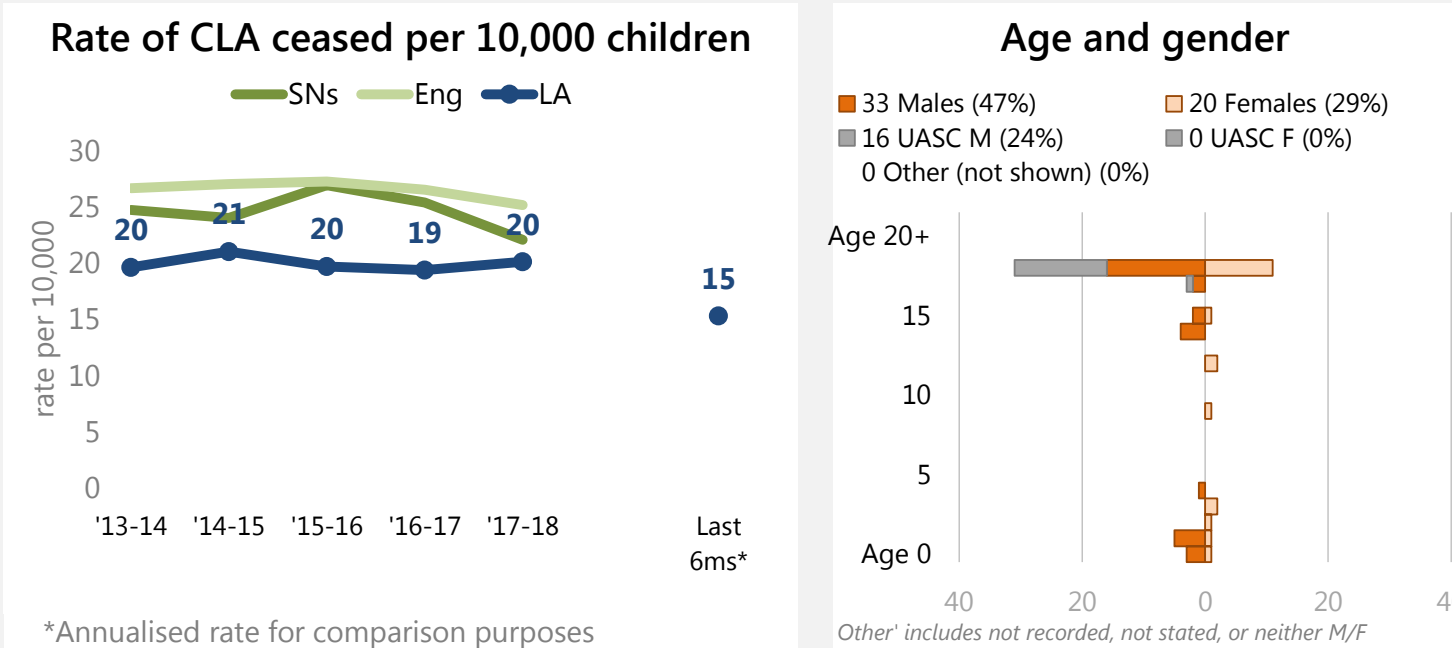 Rate of CLA ceased per 10,000 children
SNs Eng LA
rate per 10,000
30
25
20
15
10
5
0
20 21 20 19 20 15
'13-14 '14-15 '15-16 '16-17 '17-18 Last
6ms*
*Annualised rate for comparison purposes
Age and gender
33 Males (47%) 20 Females (29%)
16 UASC M (24%) 0 UASC F (0%)
0 Other (not shown) (0%)
Age 20+
15
10
5
Age 0
40 20 0 20 4
Other' includes not recorded, not stated, or neither M/F